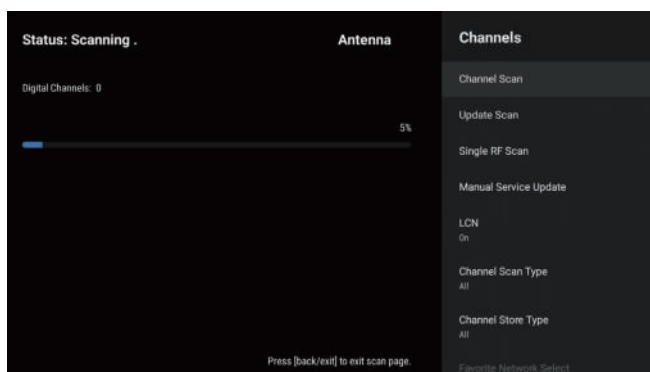 Status: Scanning .
Antenna
Digital Channels: 0
5%
Press [back/exit] to exit scan page.
Channels
Channel Scan
Update Scan
Single RF Scan
Manual Service Update
LCN
On
Channel Scan Type
All
Channel Store Type
All
Favorite Network Select